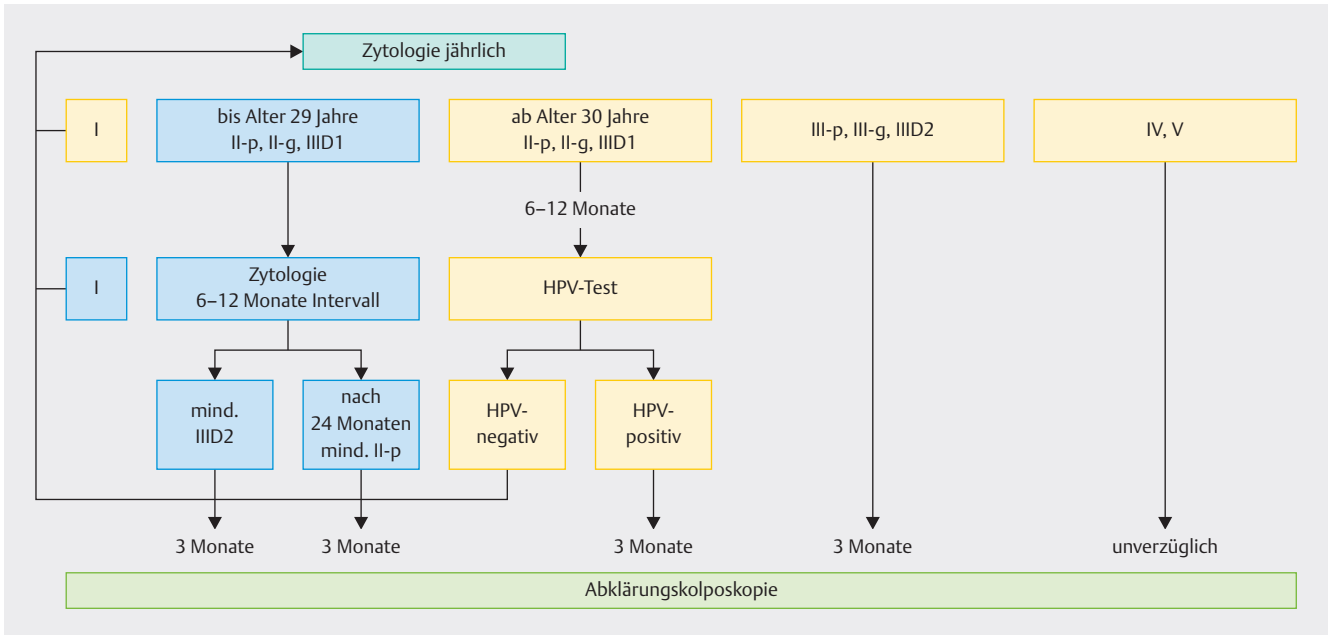 Zytologie jährlich
I
bis Alter 29 Jahre
II-p, II-g, IIID1
ab Alter 30 Jahre
II-p, II-g, IIID1
III-p, III-g, IIID2
IV, V
6–12 Monate
I
Zytologie
6–12 Monate Intervall
HPV-Test
mind.
IIID2
nach
24 Monaten
mind. II-p
HPV-
negativ
HPV-
positiv
3 Monate
3 Monate
3 Monate
3 Monate
unverzüglich
Abklärungskolposkopie